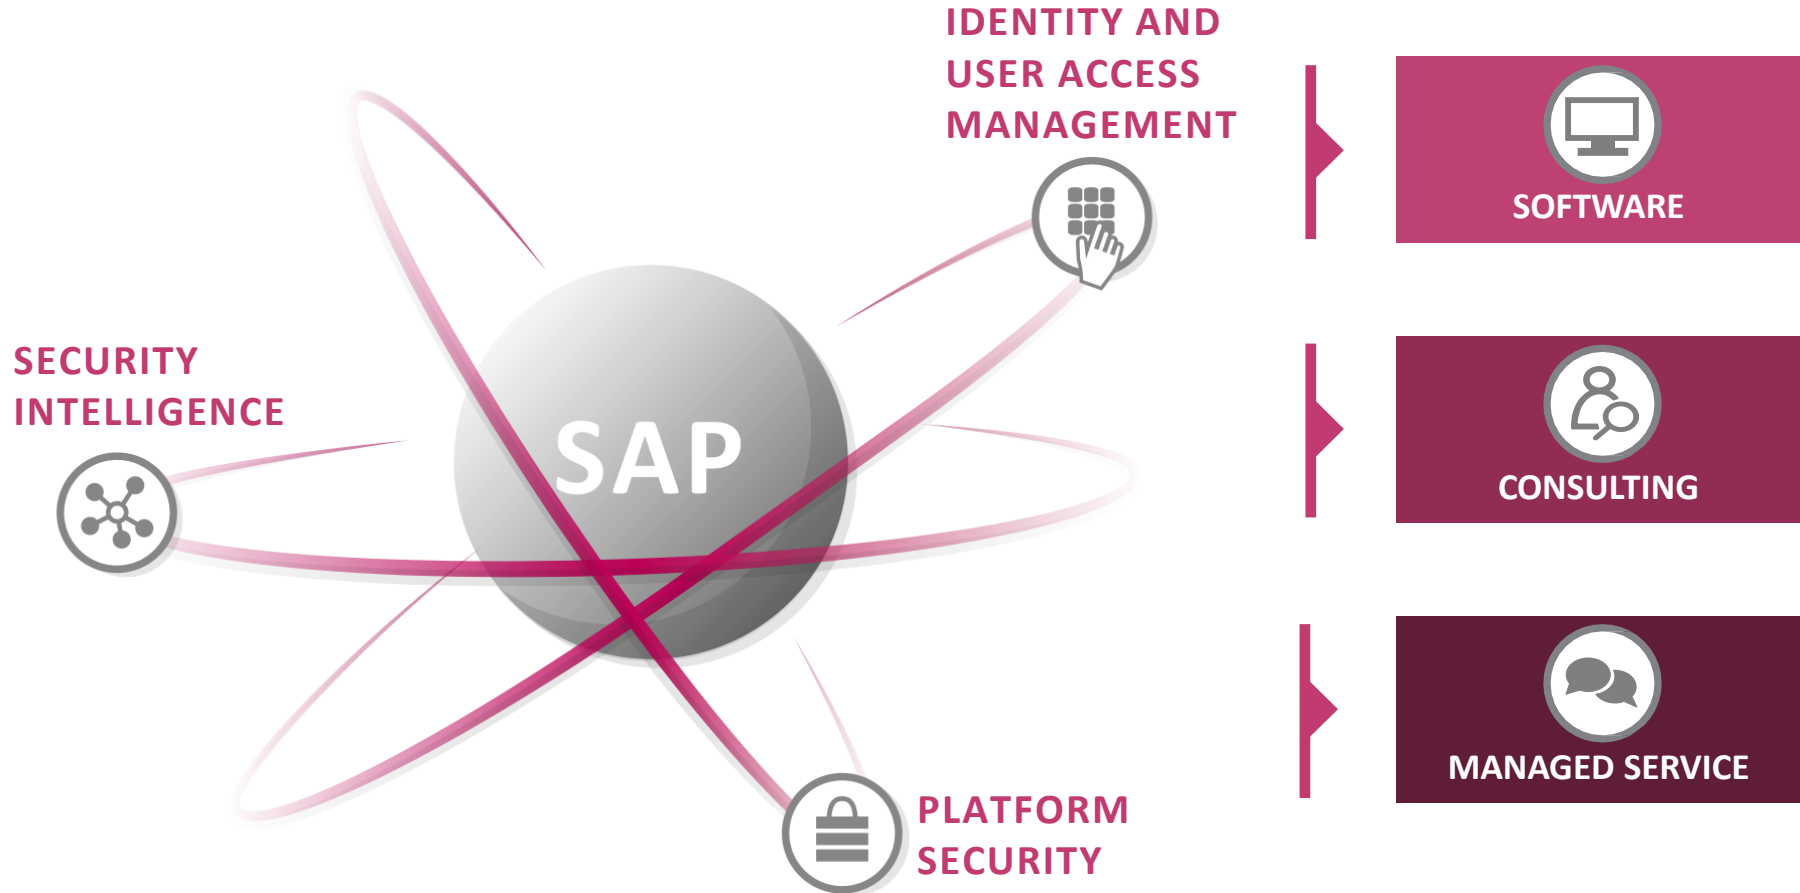 IDENTITY AND
USER ACCESS
MANAGEMENT
SECURITY
INTELLIGENCE
SAP
PLATFORM
SECURITY
SOFTWARE
CONSULTING
MANAGED SERVICE